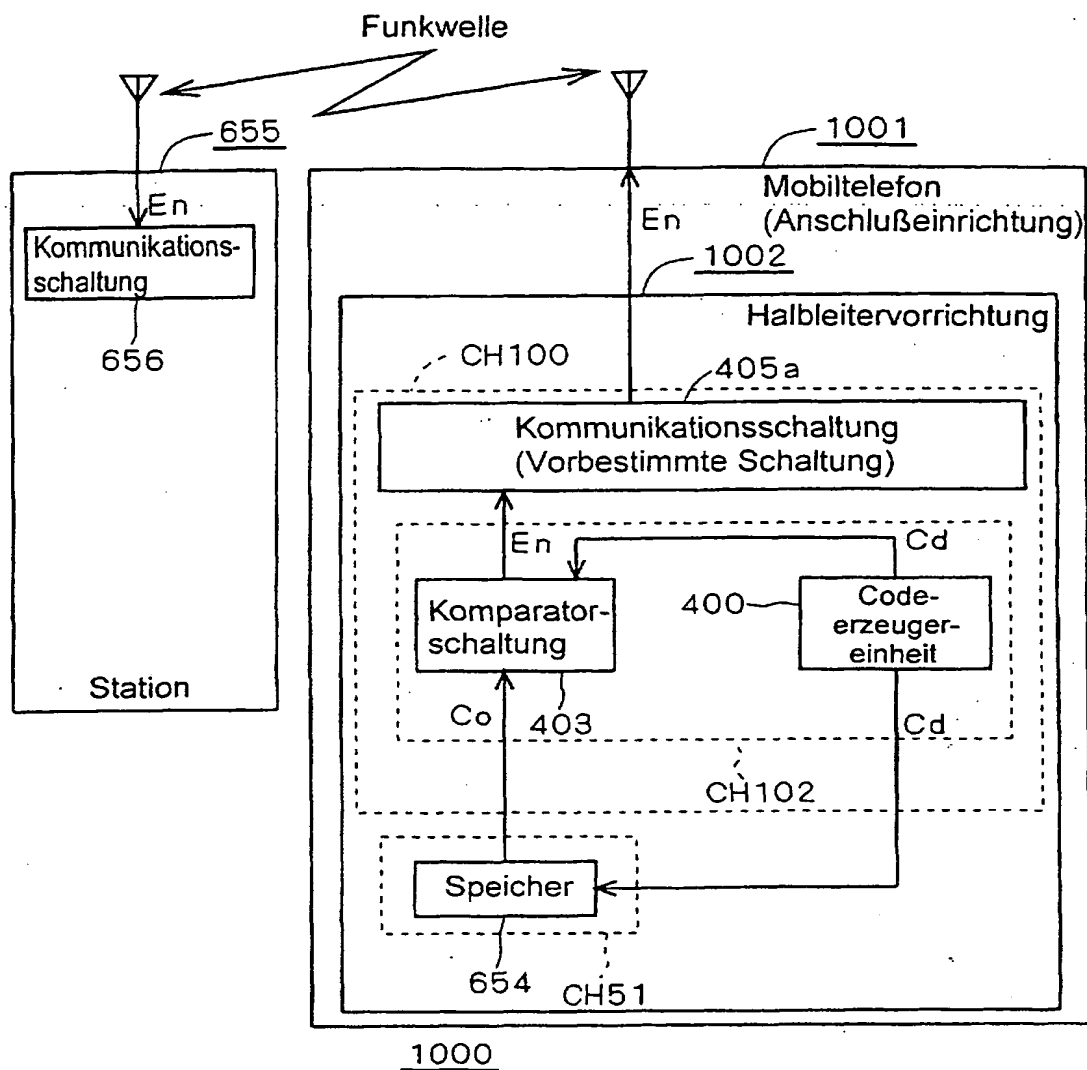 Funkwelle
655
1001
En
Mobiltelefon
(Anschlußeinrichtung)
En
Kommunikations-
schaltung
656
1002
Halbleitervorrichtung
CH100
405a
Kommunikationsschaltung
(Vorbestimmte Schaltung)
En
Cd
Komparator-
schaltung
400
Code-
erzeuger-
einheit
Station
Co
403
Cd
CH102
Speicher
654
CH51
1000